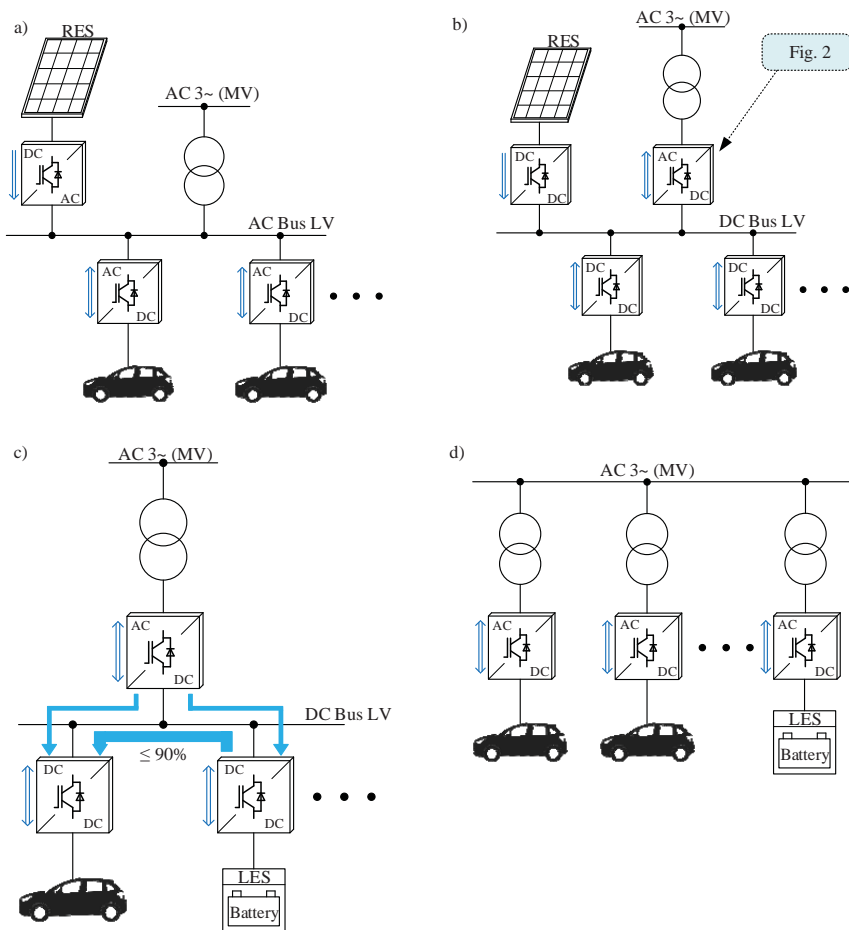 a)
RES
AC 3~ (MV)
DC
AC
AC Bus LV
AC
DC
AC
DC
b)
RES
AC 3~ (MV)
Fig. 2
DC
DC
AC
DC
DC Bus LV
DC
DC
DC
DC
c)
AC 3~ (MV)
AC
DC
DC Bus LV
≤ 90%
DC
DC
DC
DC
LES
Battery
d)
AC 3~ (MV)
AC
DC
AC
DC
AC
DC
LES
Battery